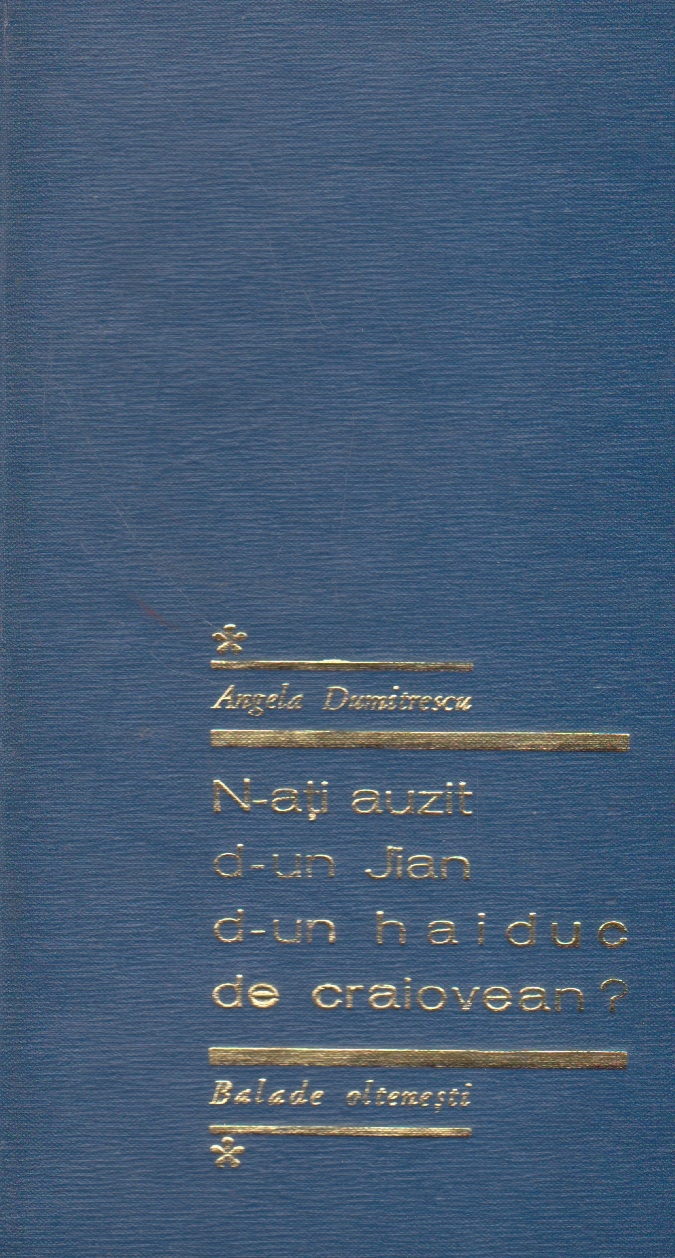 Angela Dumitrescu
N-ați auzit
d-un Jian
d-un haiduc
de craiovean?
Balade oltenești